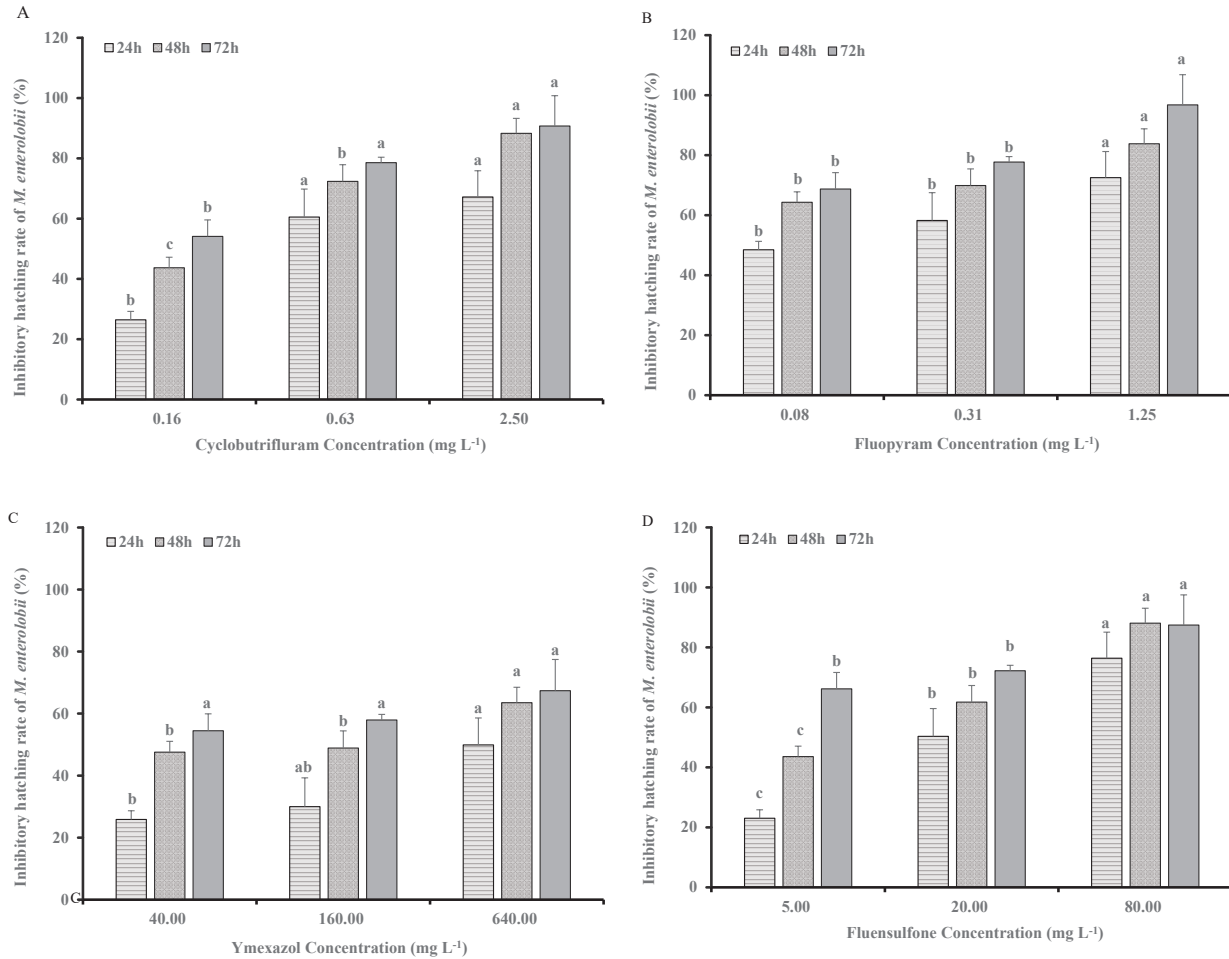 A
120
100
80
60
40
20
0
Inhibitory hatching rate of M. enterolobii (%)
24h 48h 72h
b c b
a b a
a a a
0.16 0.63 2.50
Cyclobutrifluram Concentration (mg L-1)
B
120
100
80
60
40
20
0
Inhibitory hatching rate of M. enterolobii (%)
24h 48h 72h
b b b
b b b
a a a
0.08 0.31 1.25
Fluopyram Concentration (mg L-1)
C
120
100
80
60
40
20
0
C
Inhibitory hatching rate of M. enterolobii (%)
24h 48h 72h
b b a
ab b a
a a a
40.00 160.00 640.00
Ymexazol Concentration (mg L-1)
D
120
100
80
60
40
20
0
Inhibitory hatching rate of M. enterolobii (%)
24h 48h 72h
c c b
b b b
a a a
5.00 20.00 80.00
Fluensulfone Concentration (mg L-1)